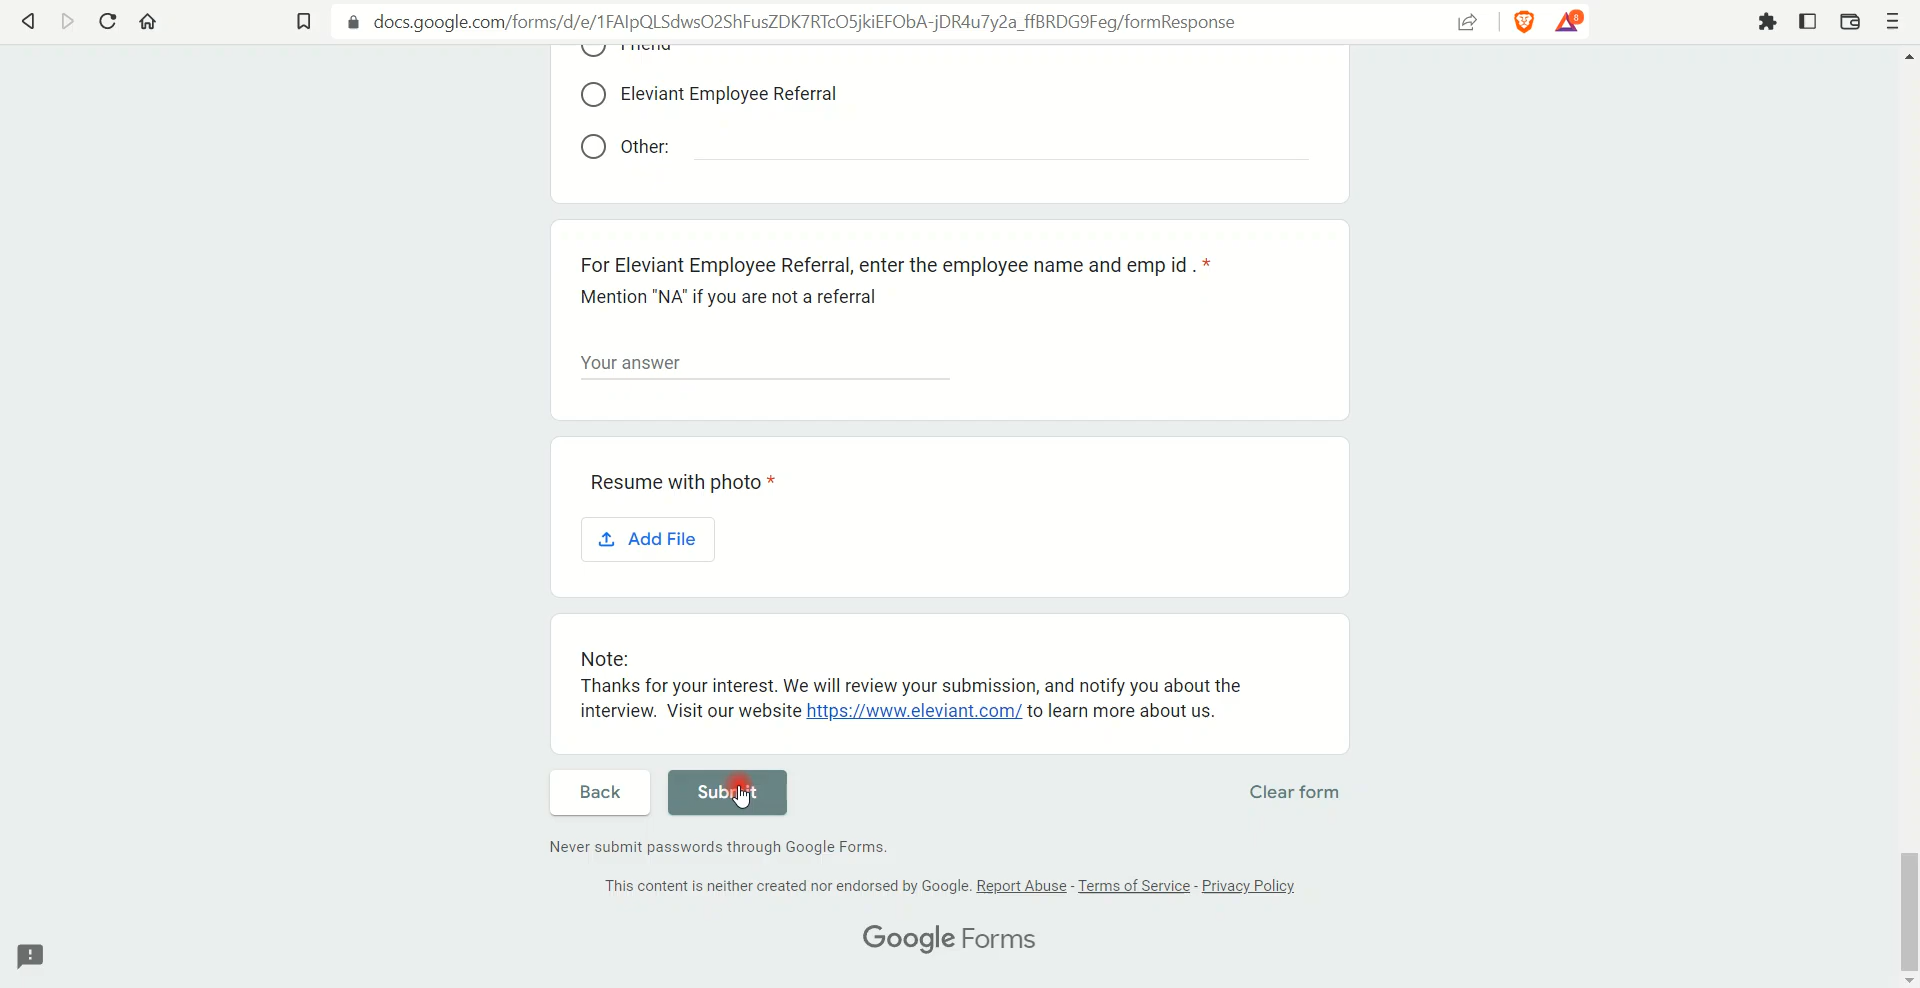 docs.google.com/forms/d/e/1FAIpQLSdwsO2ShFusZDK7RTcO5jkiEFObA-jDR4u7y2a_ffBRDG9Feg/formResponse
8
Friend
Eleviant Employee Referral
Other:
For Eleviant Employee Referral, enter the employee name and emp id . *
Mention "NA" if you are not a referral
Your answer
Resume with photo *
Add File
Note:
Thanks for your interest. We will review your submission, and notify you about the
interview.  Visit our website https://www.eleviant.com/ to learn more about us.
Back
Submit
Clear form
Never submit passwords through Google Forms.
This content is neither created nor endorsed by Google. Report Abuse - Terms of Service - Privacy Policy
Google Forms